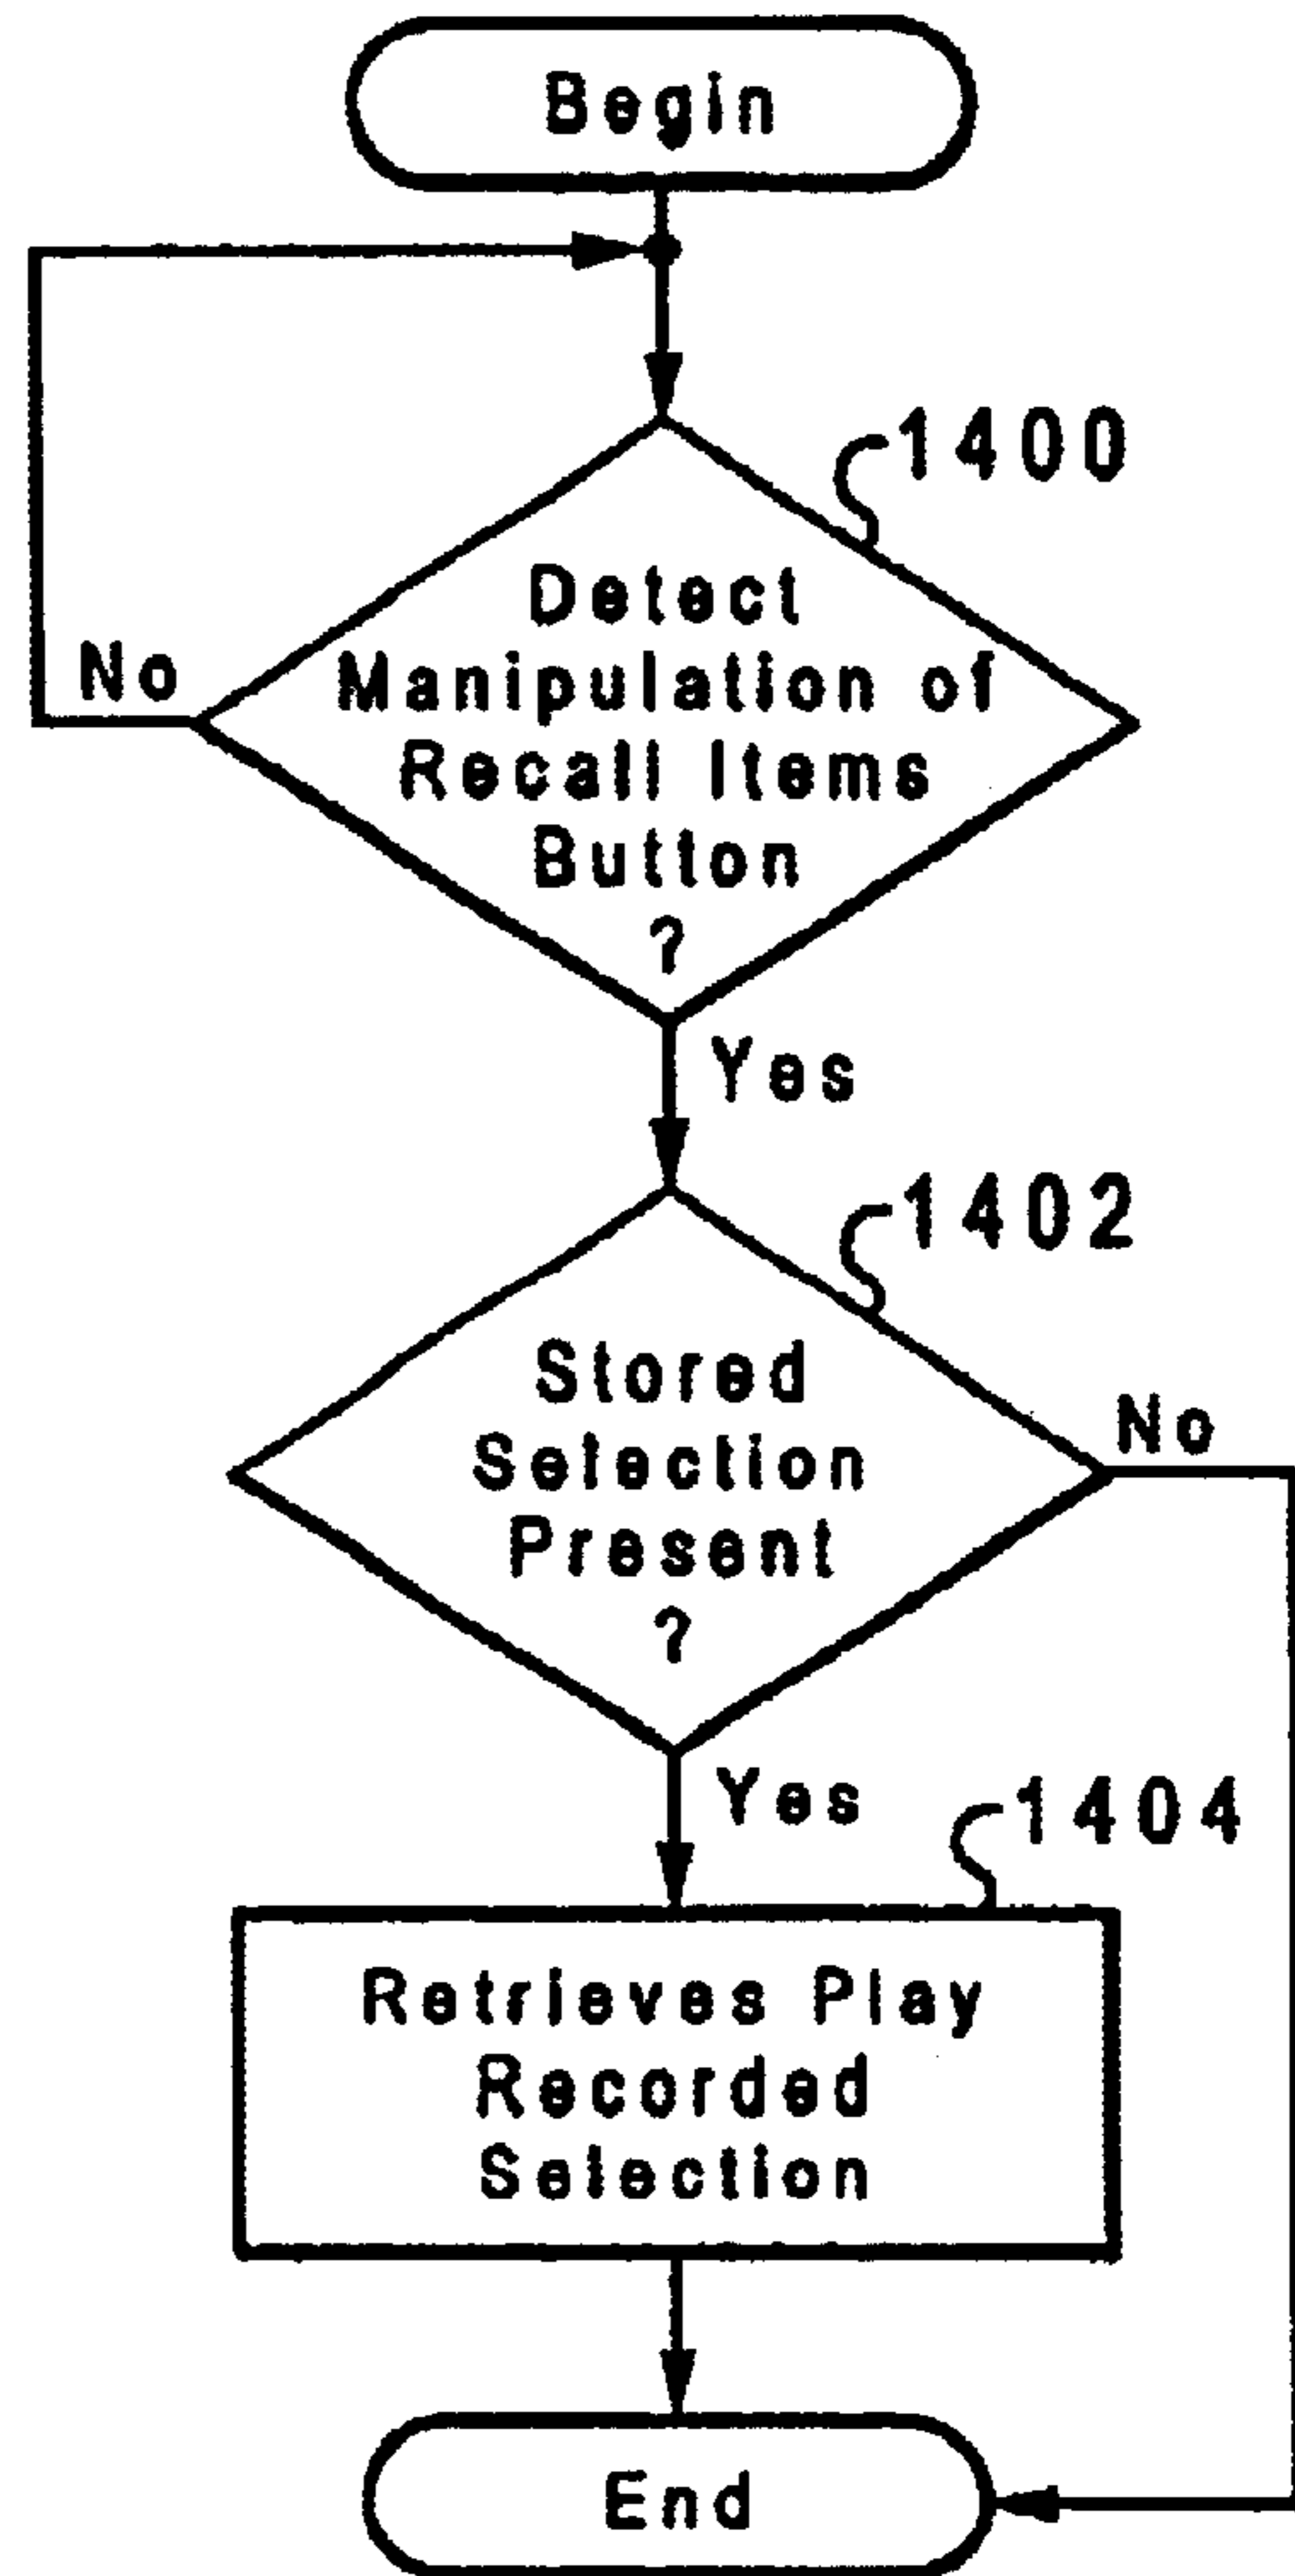 Begin
1400
Detect
Manipulation of
Recall Items
Button
?
No
Yes
1402
Stored
Selection
Present
?
No
Yes
1404
Retrieves Play
Recorded
Selection
End